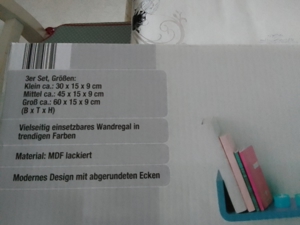 3er Set, Größen:
Klein ca.: 30 x 15 x 9 cm
Mittel ca.: 45 x 15 x 9 cm
Groß ca.: 60 x 15 x 9 cm
(B x T x H)
Vielseitig einsetzbares Wandregal in
trendigen Farben
Material: MDF lackiert
Modernes Design mit abgerundeten Ecken